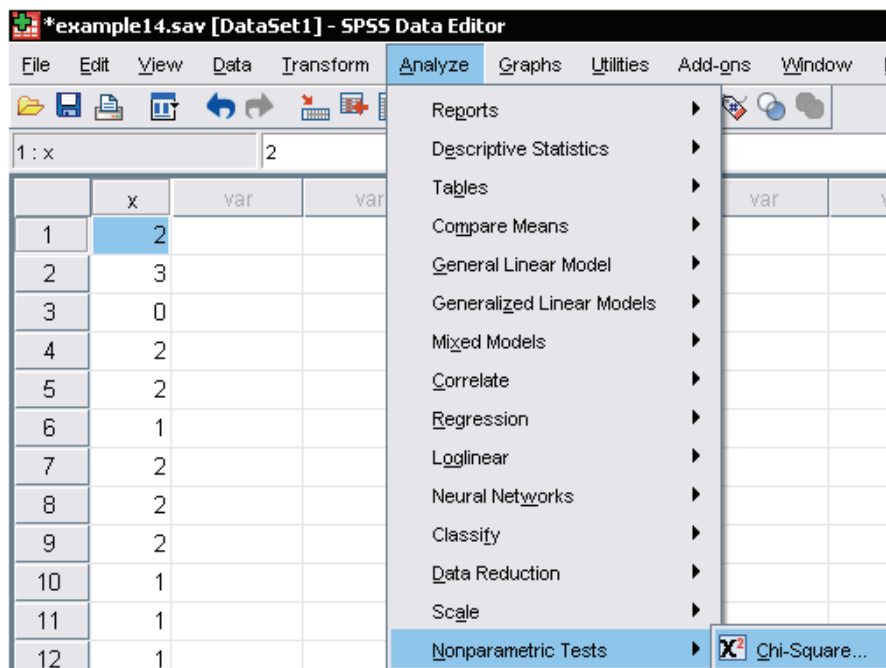 *example14.sav [DataSet1] - SPSS Data Editor
File Edit View Data Transform Analyze Graphs Utilities Add-ons Window
1 : x 2
x var var var
1 2
2 3
3 0
4 2
5 2
6 1
7 2
8 2
9 2
10 1
11 1
12 1
Reports
Descriptive Statistics
Tables
Compare Means
General Linear Model
Generalized Linear Models
Mixed Models
Correlate
Regression
Loglinear
Neural Networks
Classify
Data Reduction
Scale
Nonparametric Tests
X² Chi-Square...